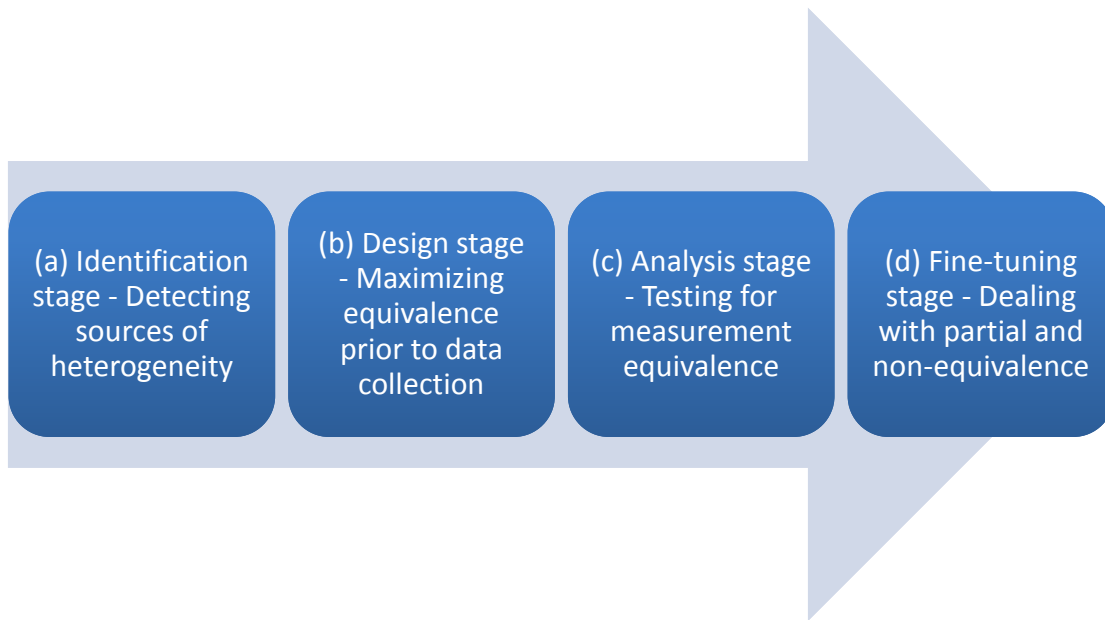 (a) Identification
stage - Detecting
sources of
heterogeneity
(b) Design stage
- Maximizing
equivalence
prior to data
collection
(c) Analysis stage
- Testing for
measurement
equivalence
(d) Fine-tuning
stage - Dealing
with partial and
non-equivalence